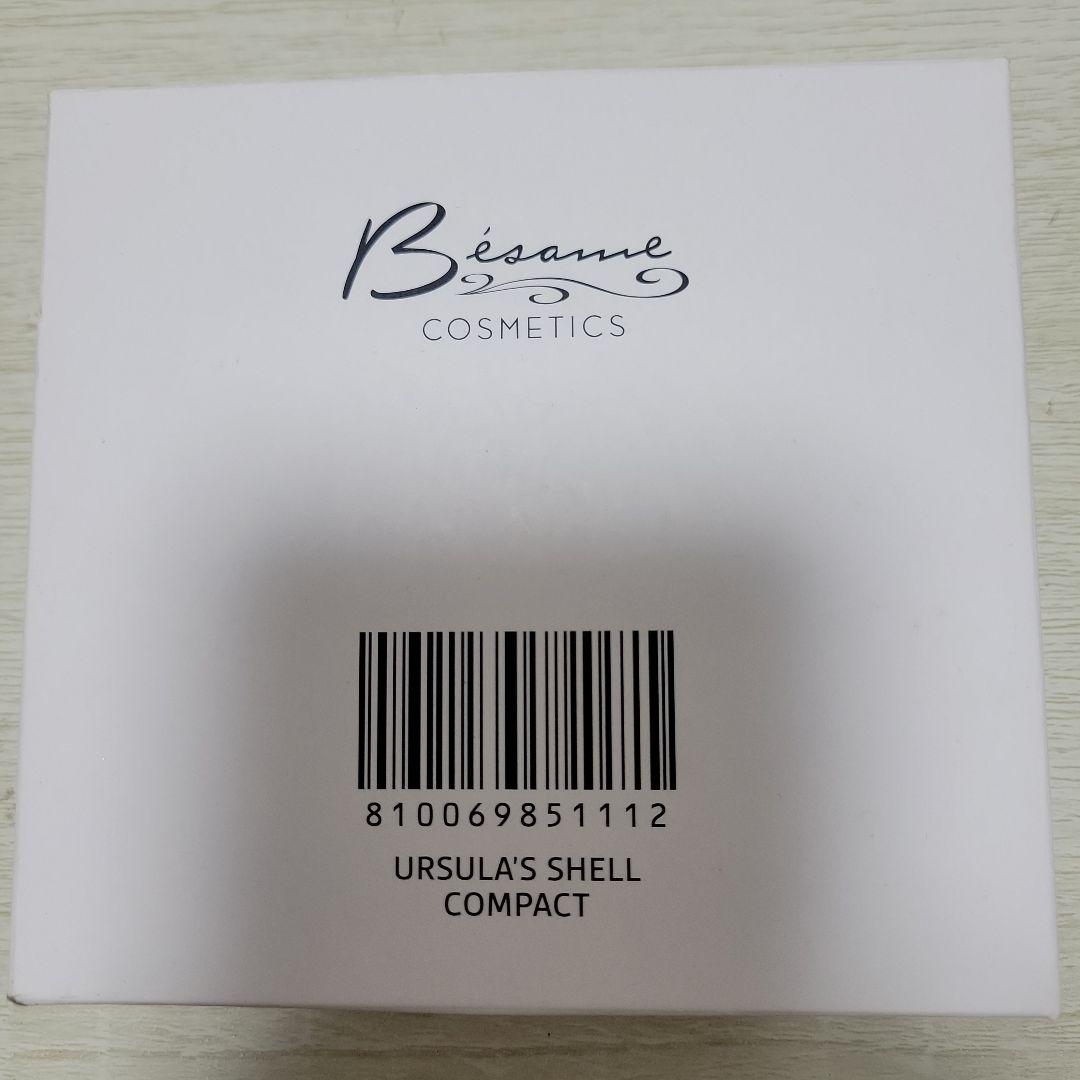 Bésame
COSMETICS
810069851112
URSULA'S SHELL
COMPACT